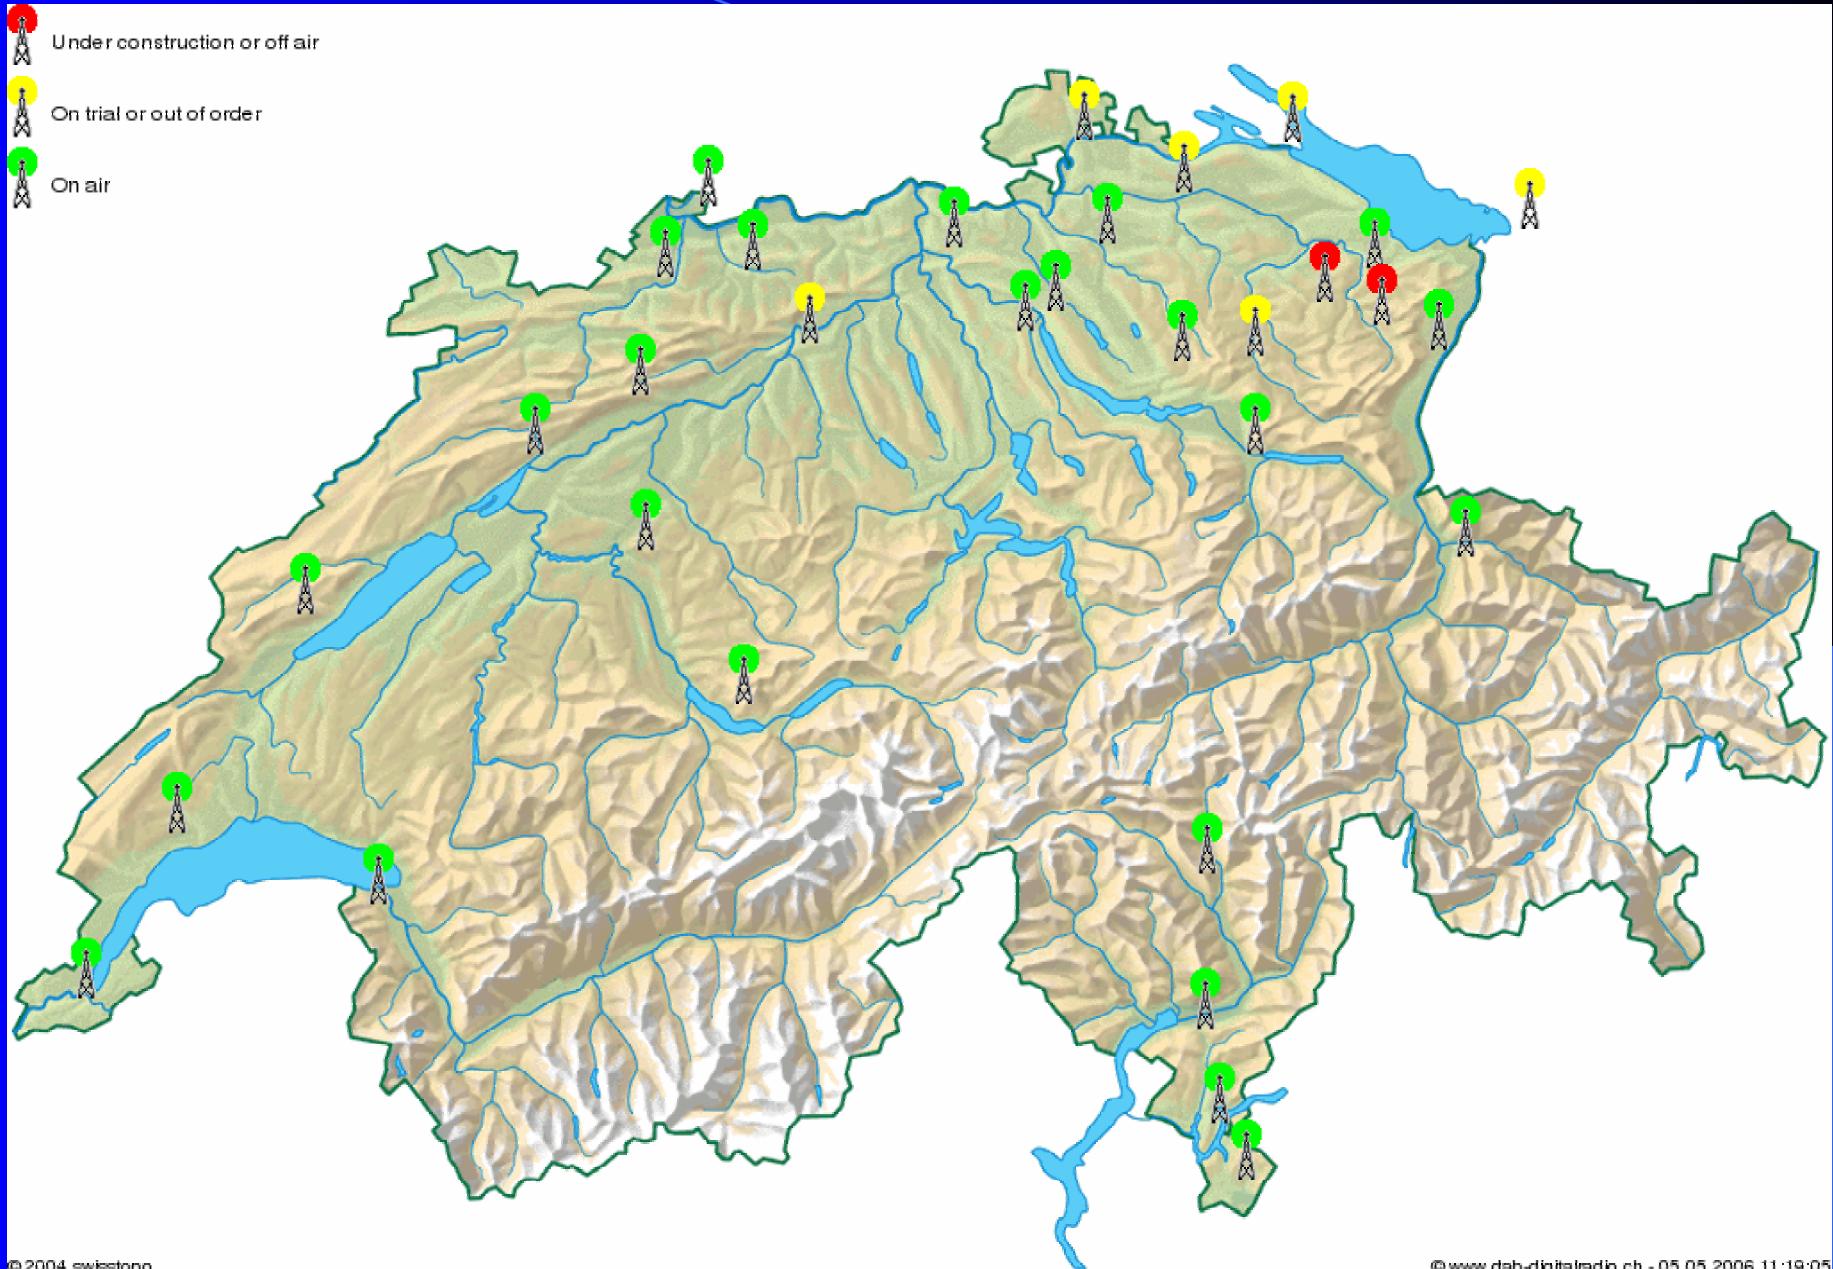 Under construction or off air
On trial or out of order
On air
© 2004 swisstopo
© www.dab-digitalradio.ch - 05.05.2006 11:19:05